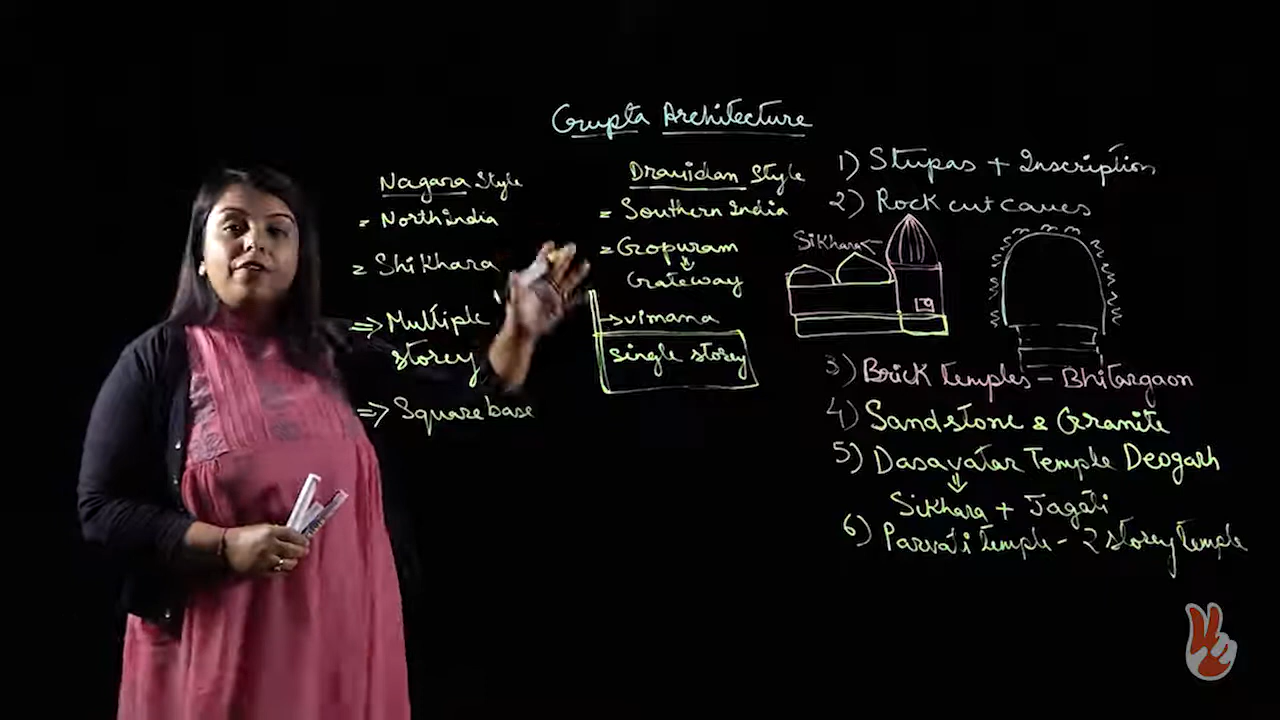 Gupta Architecture
Nagara Style
= North India
= Shikhara
=> Multiple
storey
=> Square base
Dravidan Style
= Southern India
= Gopuram
Gateway
→ vimana
single storey
1) Stupas + Inscription
2) Rock cut caves
Sikhara
3) Brick temples - Bhitargaon
4) Sandstone & Granite
5) Dasavatar Temple Deogarh
Sikhara + Jagati
6) Parvati temple - 2 storey temple